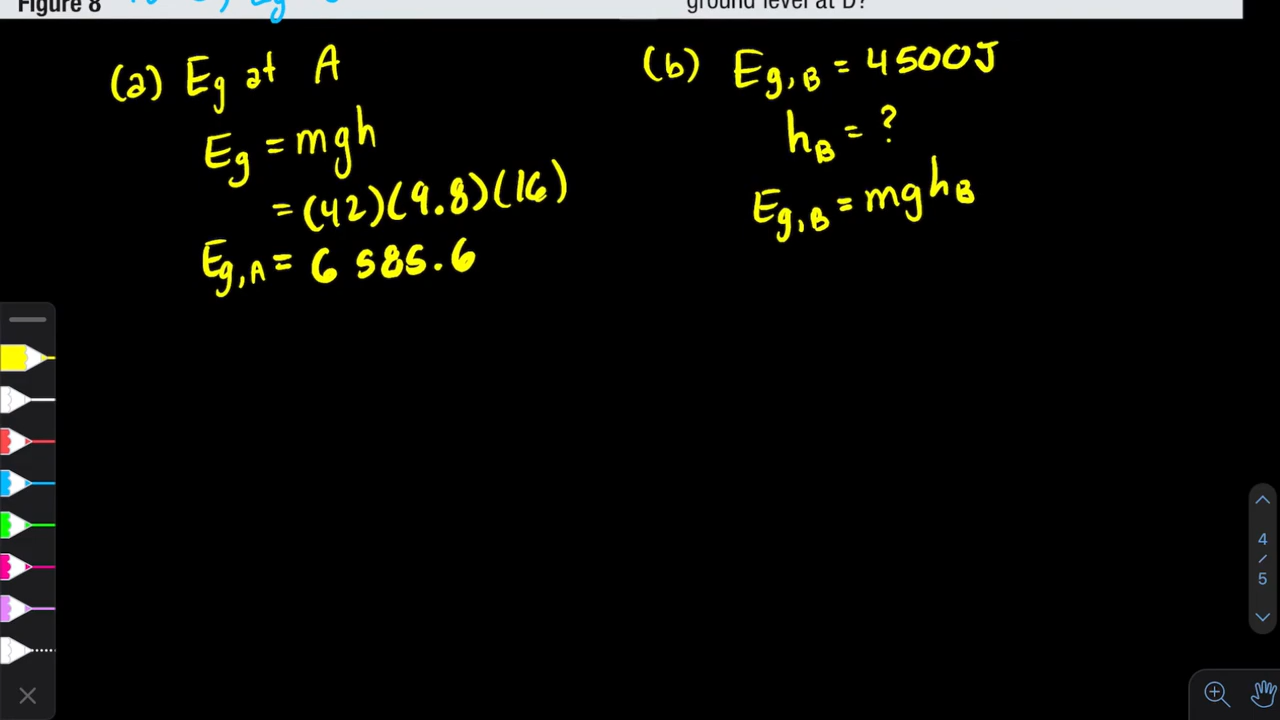 Figure 8
ground level at D?
(a) Eg at A
Eg = mgh
= (42)(9.8)(16)
Eg,A = 6 585.6
(b) Eg,B = 4500J
hB = ?
Eg,B = mghB
4
/
5